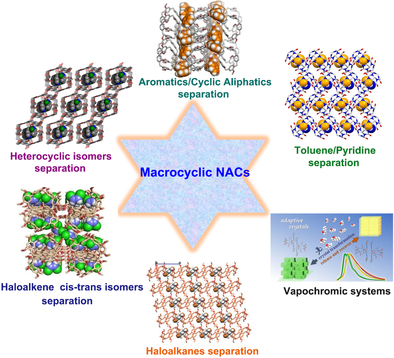 Aromatics/Cyclic Aliphatics
separation
Heterocyclic isomers
separation
Toluene/Pyridine
separation
Macrocyclic NACs
adaptive
crystals
Haloalkene cis-trans isomers
separation
Vapochromic systems
Haloalkanes separation